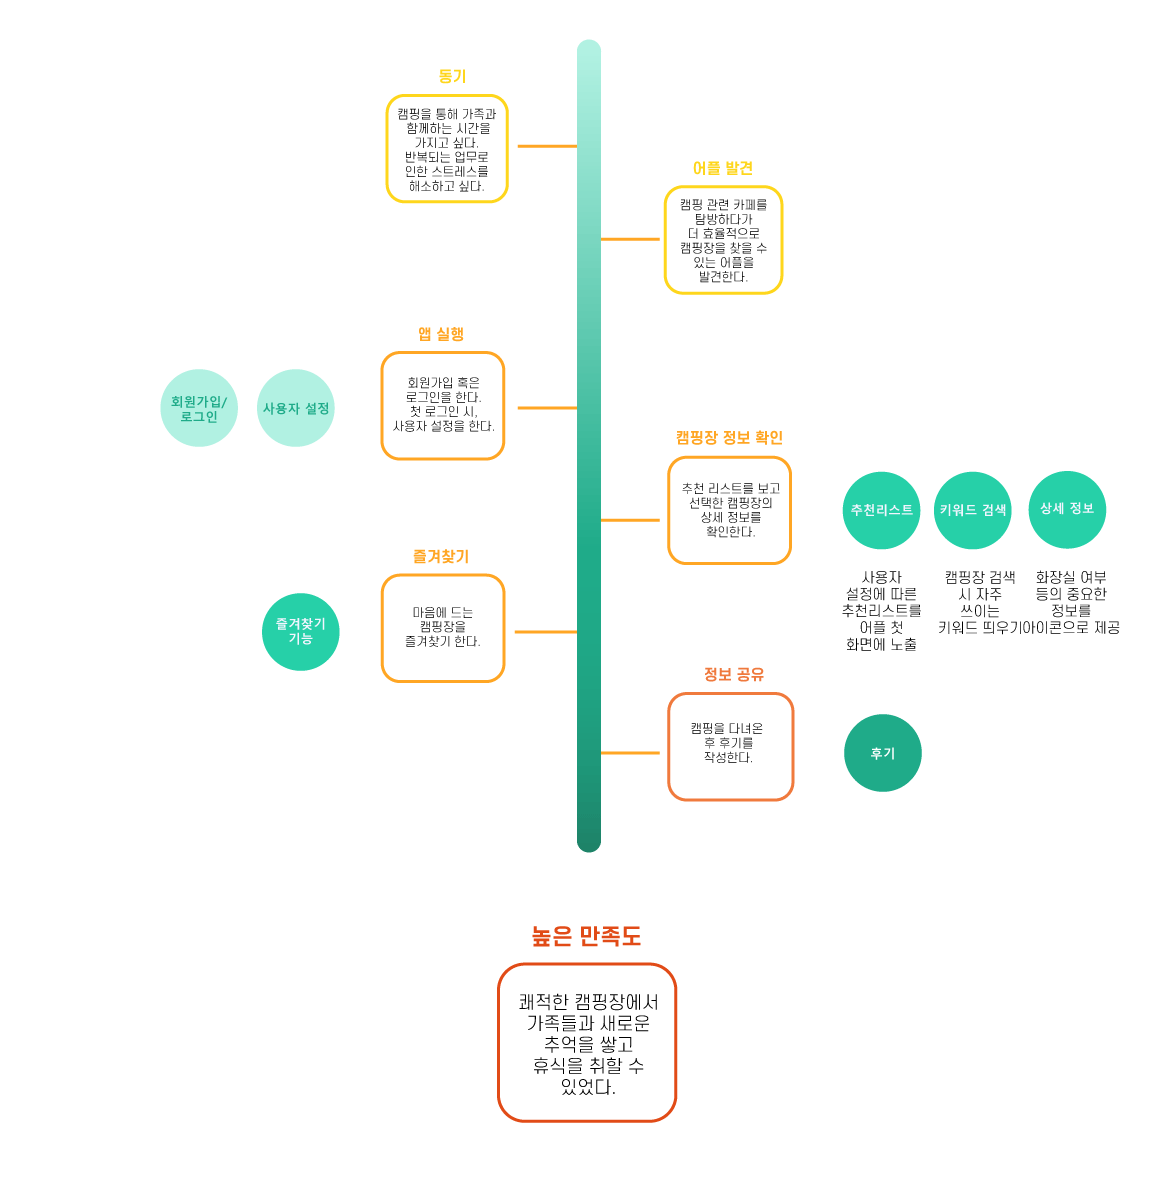 동기
캠핑을 통해 가족과
함께하는 시간을
가지고 싶다.
반복되는 업무로
인한 스트레스를
해소하고 싶다.
어플 발견
캠핑 관련 카페를
탐방하다가
더 효율적으로
캠핑장을 찾을 수
있는 어플을
발견한다.
앱 실행
회원가입 혹은
로그인을 한다.
첫 로그인 시,
사용자 설정을 한다.
회원가입/
로그인
사용자 설정
캠핑장 정보 확인
추천 리스트를 보고
선택한 캠핑장의
상세 정보를
확인한다.
추천리스트
키워드 검색
상세 정보
사용자
설정에 따른
추천리스트를
어플 첫
화면에 노출
캠핑장 검색
시 자주
쓰이는
키워드 띄우기
화장실 여부
등의 중요한
정보를
아이콘으로 제공
즐겨찾기
마음에 드는
캠핑장을
즐겨찾기 한다.
즐겨찾기
기능
정보 공유
캠핑을 다녀온
후 후기를
작성한다.
후기
높은 만족도
쾌적한 캠핑장에서
가족들과 새로운
추억을 쌓고
휴식을 취할 수
있었다.